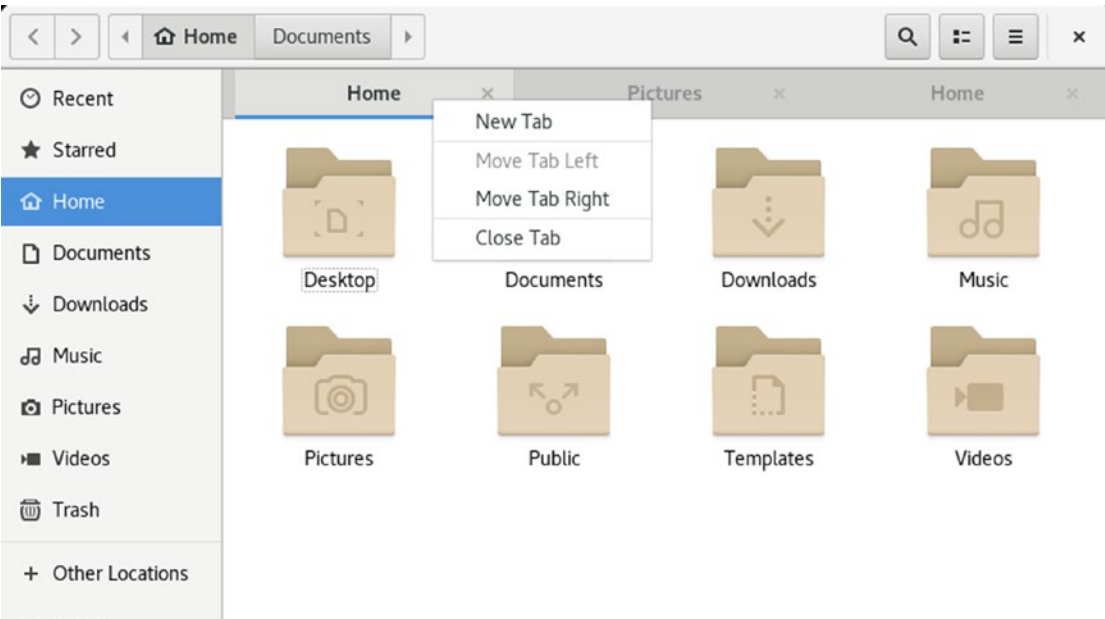 Home Documents
Recent
Starred
Home
Documents
Downloads
Music
Pictures
Videos
Trash
Other Locations
Home Pictures Home
New Tab
Move Tab Left
Move Tab Right
Close Tab
Desktop Documents Downloads Music
Pictures Public Templates Videos